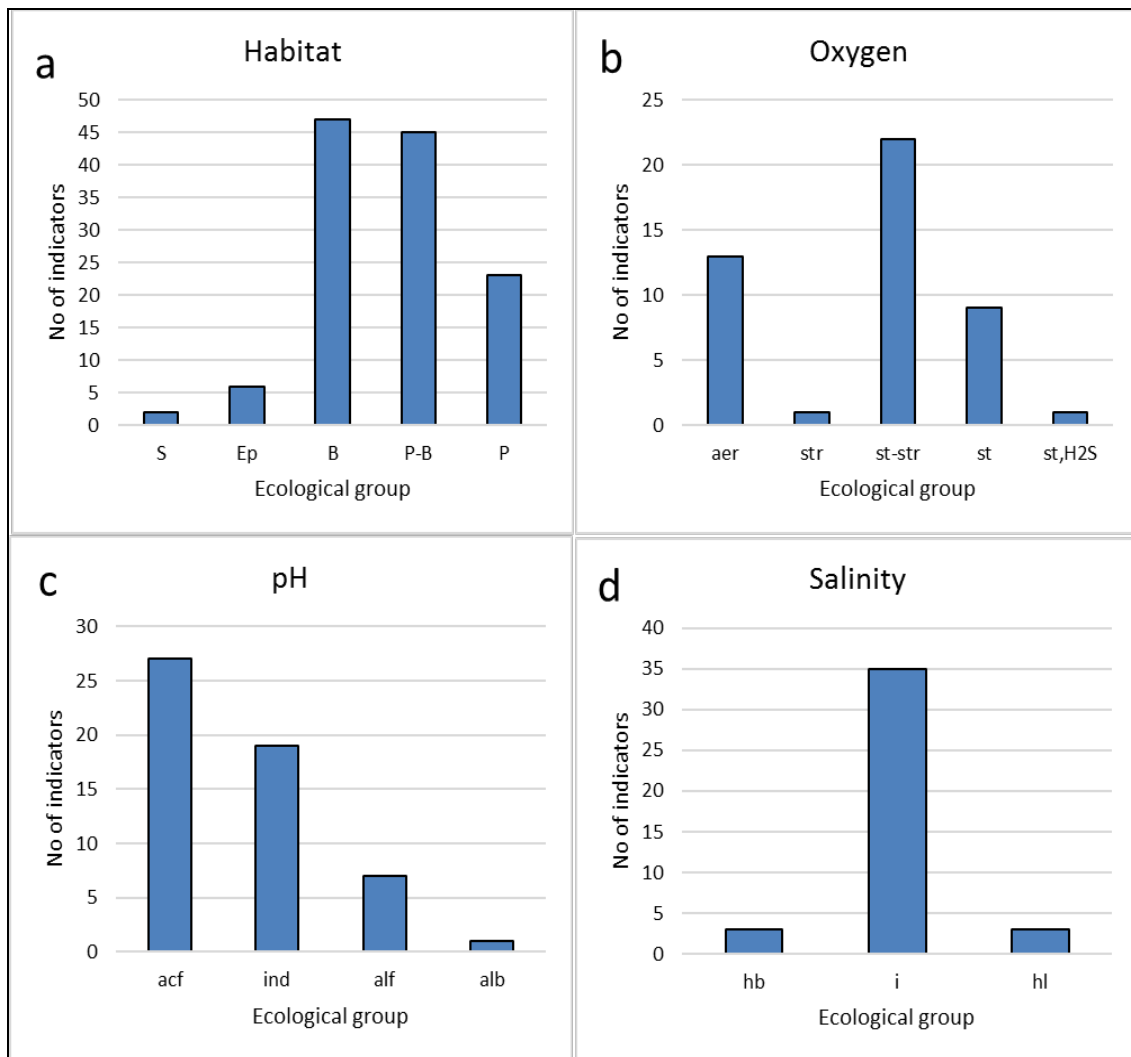 a
Habitat
No of indicators
50
45
40
35
30
25
20
15
10
5
0
S Ep B P-B P
Ecological group
b
Oxygen
No of indicators
25
20
15
10
5
0
aer str st-str st st,H2S
Ecological group
c
pH
No of indicators
30
25
20
15
10
5
0
acf ind alf alb
Ecological group
d
Salinity
No of indicators
40
35
30
25
20
15
10
5
0
hb i hl
Ecological group